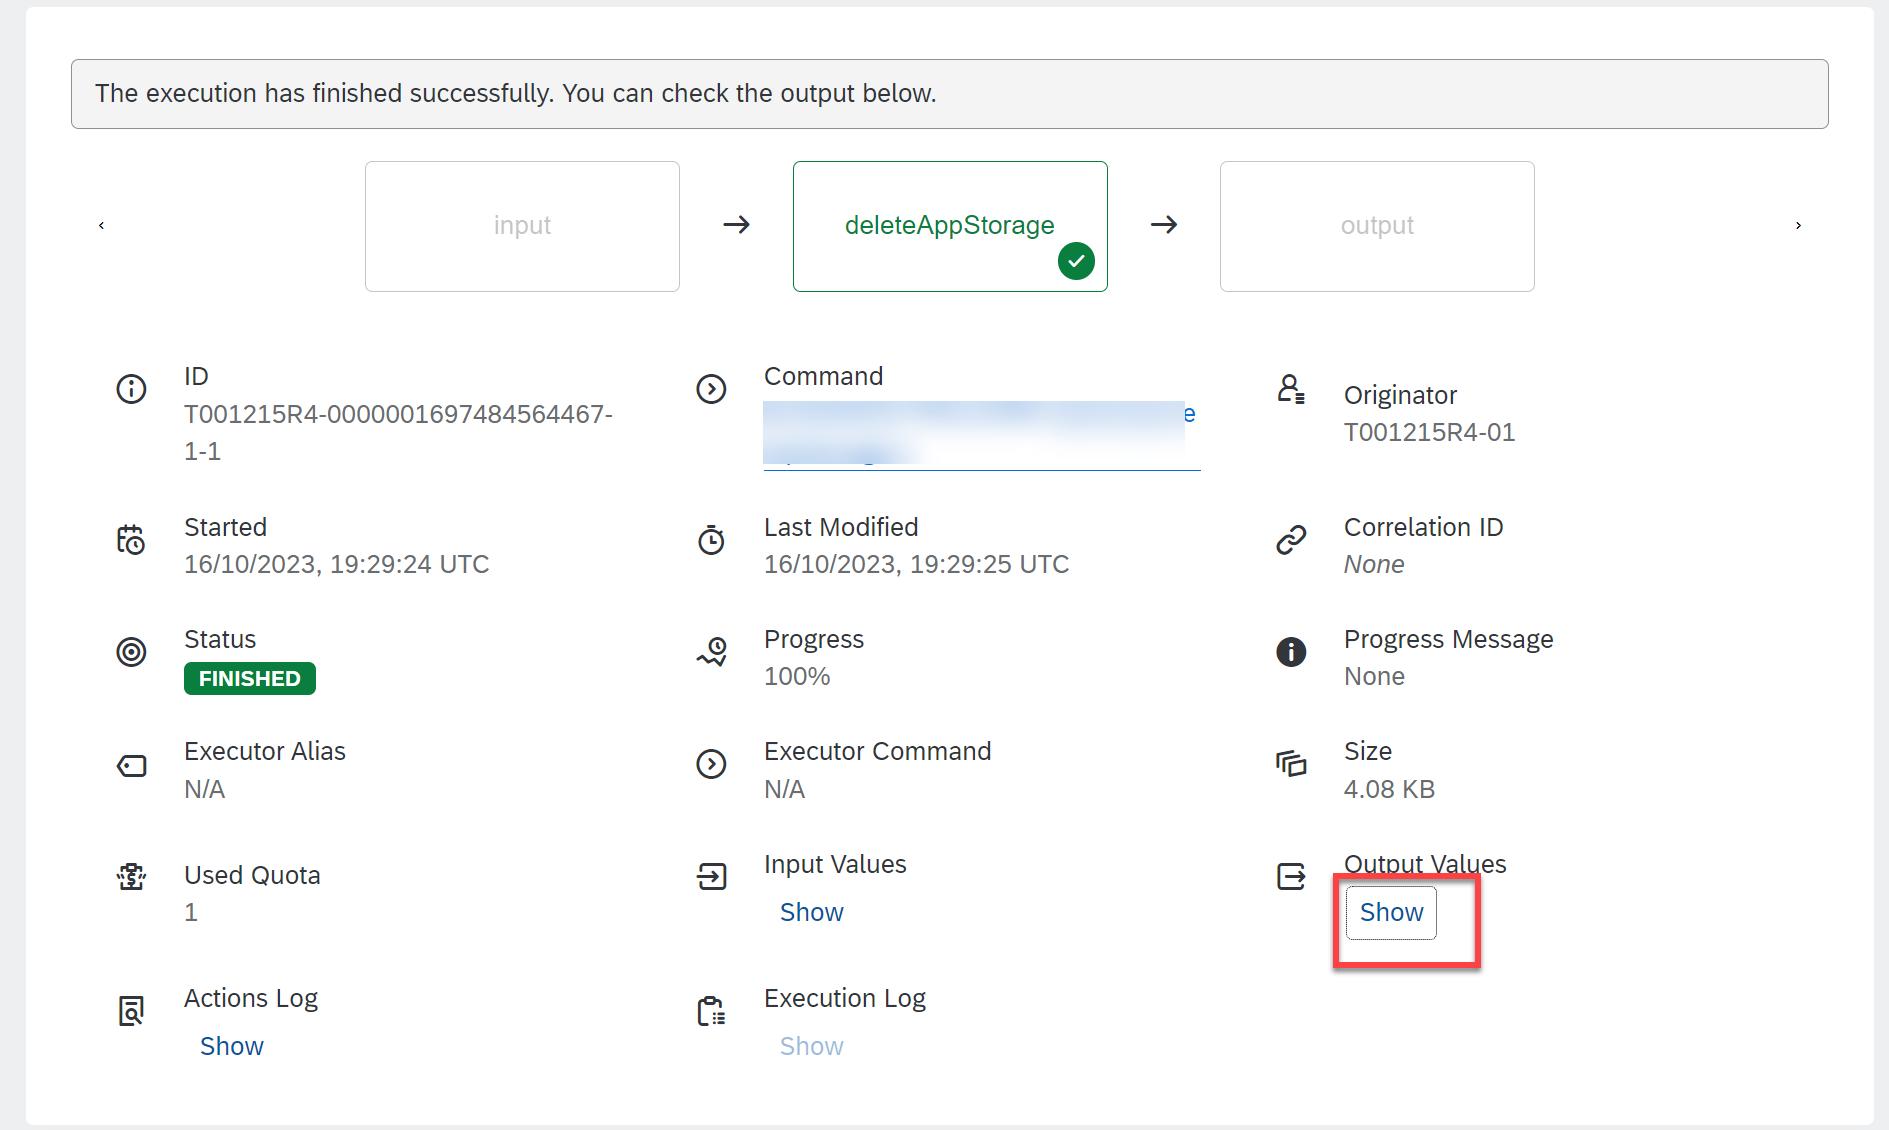 The execution has finished successfully. You can check the output below.
input
deleteAppStorage
output
ID
T001215R4-0000001697484564467-
1-1
Command
e
Originator
T001215R4-01
Started
16/10/2023, 19:29:24 UTC
Last Modified
16/10/2023, 19:29:25 UTC
Correlation ID
None
Status
FINISHED
Progress
100%
Progress Message
None
Executor Alias
N/A
Executor Command
N/A
Size
4.08 KB
Used Quota
1
Input Values
Show
Output Values
Show
Actions Log
Show
Execution Log
Show